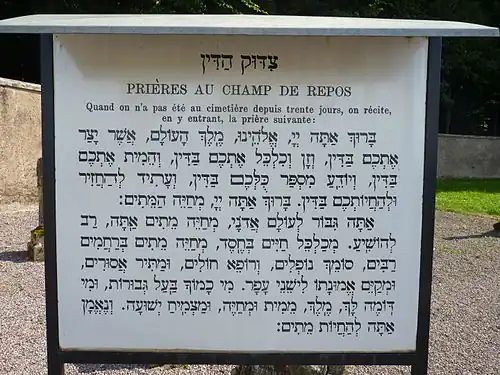 צִדּוּק הַדִּין
PRIÈRES AU CHAMP DE REPOS
Quand on n'a pas été au cimetière depuis trente jours, on récite,
en y entrant, la prière suivante:
בָּרוּךְ אַתָּה יְיָ, אֱלֹהֵינוּ, מֶלֶךְ הָעוֹלָם, אֲשֶׁר יָצַר
אֶתְכֶם בַּדִּין, וְזָן וְכִלְכֵּל אֶתְכֶם בַּדִּין, וְהֵמִית אֶתְכֶם
בַּדִּין, וְיוֹדֵעַ מִסְפַּר כֻּלְּכֶם בַּדִּין, וְעָתִיד לְהַחֲזִיר
וּלְהַחֲיוֹתְכֶם בַּדִּין. בָּרוּךְ אַתָּה יְיָ, מְחַיֵּה הַמֵּתִים:
אַתָּה גִּבּוֹר לְעוֹלָם אֲדֹנָי, מְחַיֵּה מֵתִים אַתָּה, רַב
לְהוֹשִׁיעַ. מְכַלְכֵּל חַיִּים בְּחֶסֶד, מְחַיֵּה מֵתִים בְּרַחֲמִים
רַבִּים, סוֹמֵךְ נוֹפְלִים, וְרוֹפֵא חוֹלִים, וּמַתִּיר אֲסוּרִים,
וּמְקַיֵּם אֱמוּנָתוֹ לִישֵׁנֵי עָפָר. מִי כָמוֹךָ בַּעַל גְּבוּרוֹת, וּמִי
דּוֹמֶה לָּךְ, מֶלֶךְ, מֵמִית וּמְחַיֶּה, וּמַצְמִיחַ יְשׁוּעָה. וְנֶאֱמָן
אַתָּה לְהַחֲיוֹת מֵתִים: